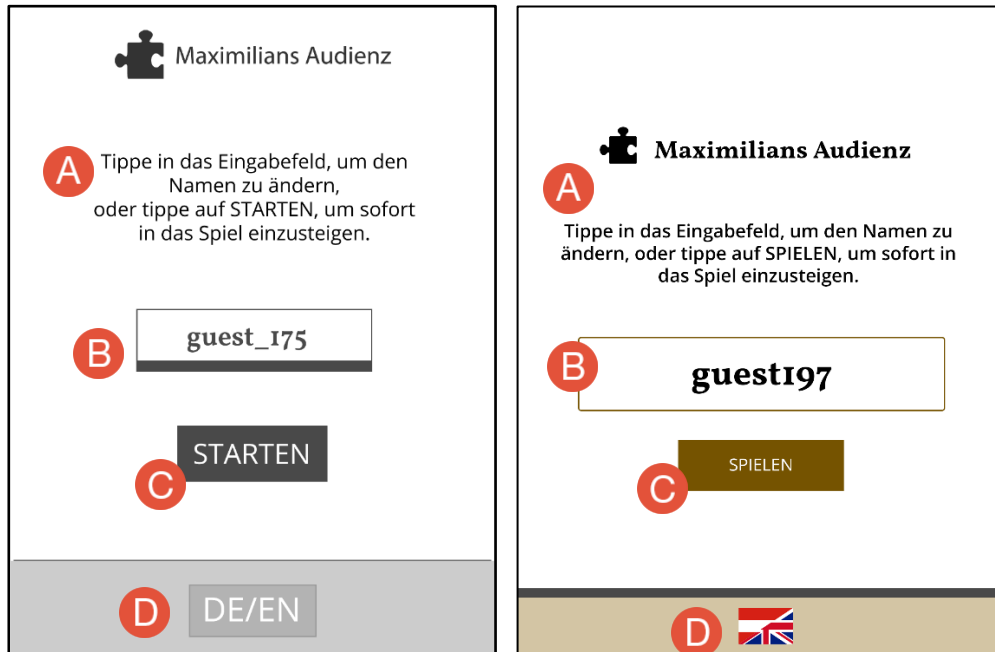 Maximilians Audienz
A
Tippe in das Eingabefeld, um den
Namen zu ändern,
oder tippe auf STARTEN, um sofort
in das Spiel einzusteigen.
B
guest_175
STARTEN
C
D
DE/EN
Maximilians Audienz
A
Tippe in das Eingabefeld, um den Namen zu
ändern, oder tippe auf SPIELEN, um sofort in
das Spiel einzusteigen.
B
guest197
SPIELEN
C
D